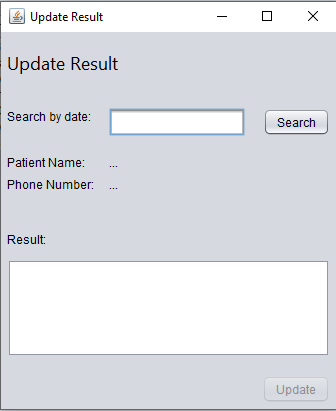 Update Result
Update Result
Search by date:
Search
Patient Name: ...
Phone Number: ...
Result:
Update